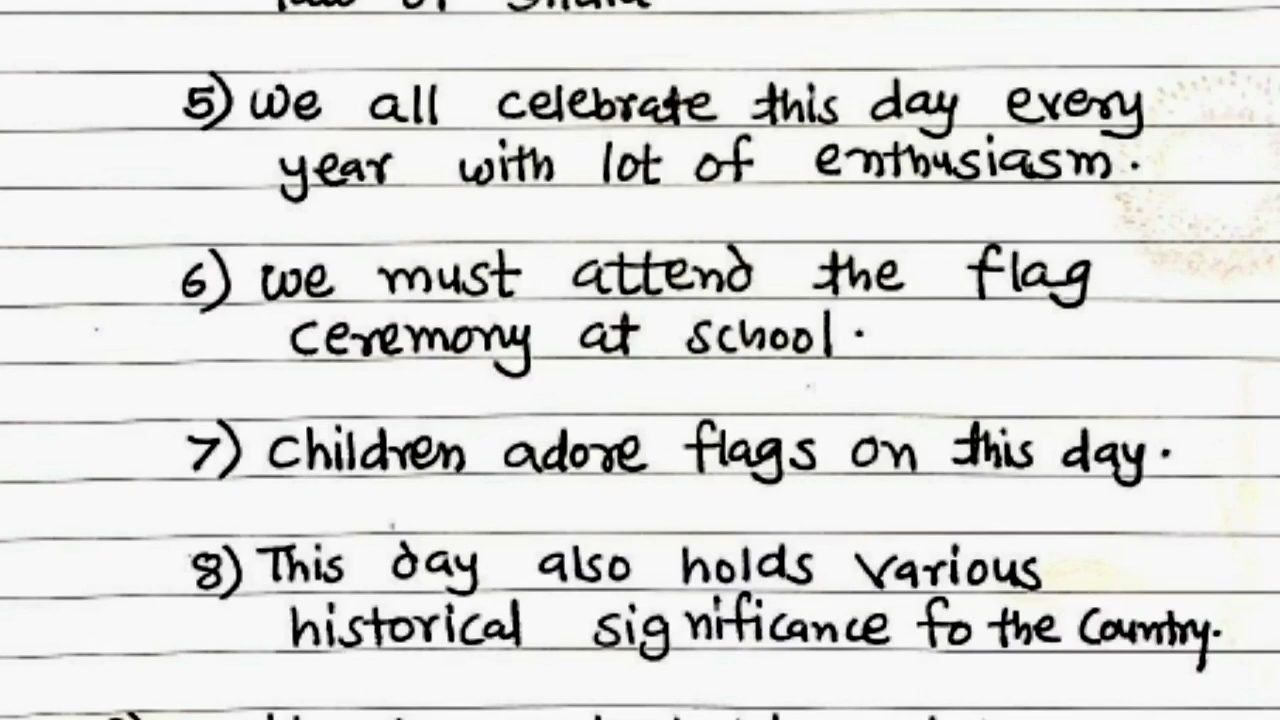 5) we all celebrate this day every
year with lot of enthusiasm.
6) we must attend the flag
ceremony at school.
7) Children adore flags on this day.
8) This day also holds various
historical significance fo the Country.